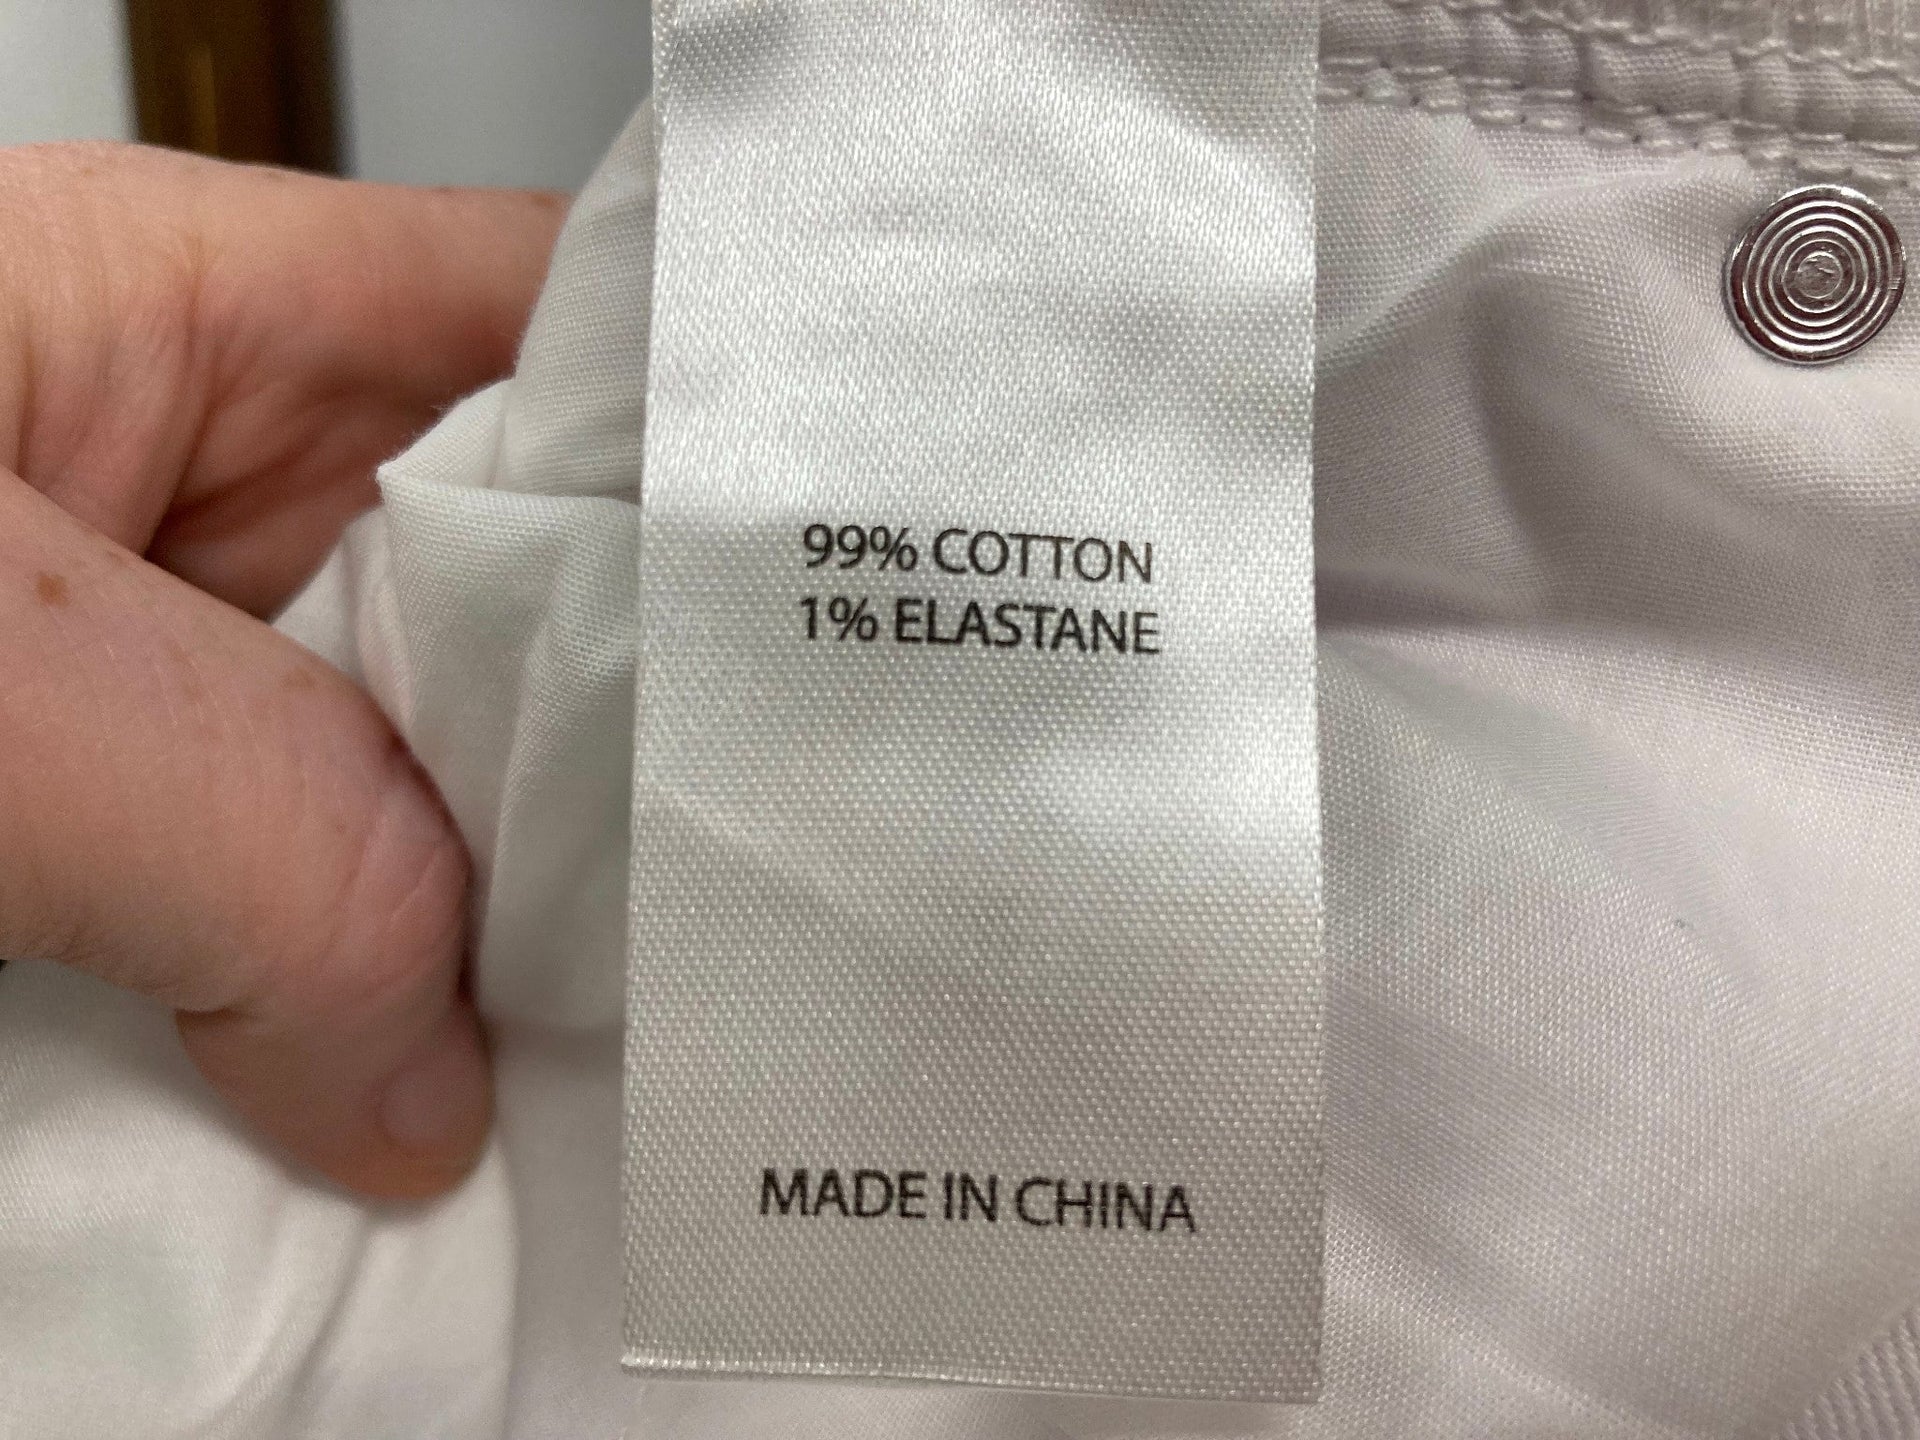 99% COTTON
1% ELASTANE
MADE IN CHINA